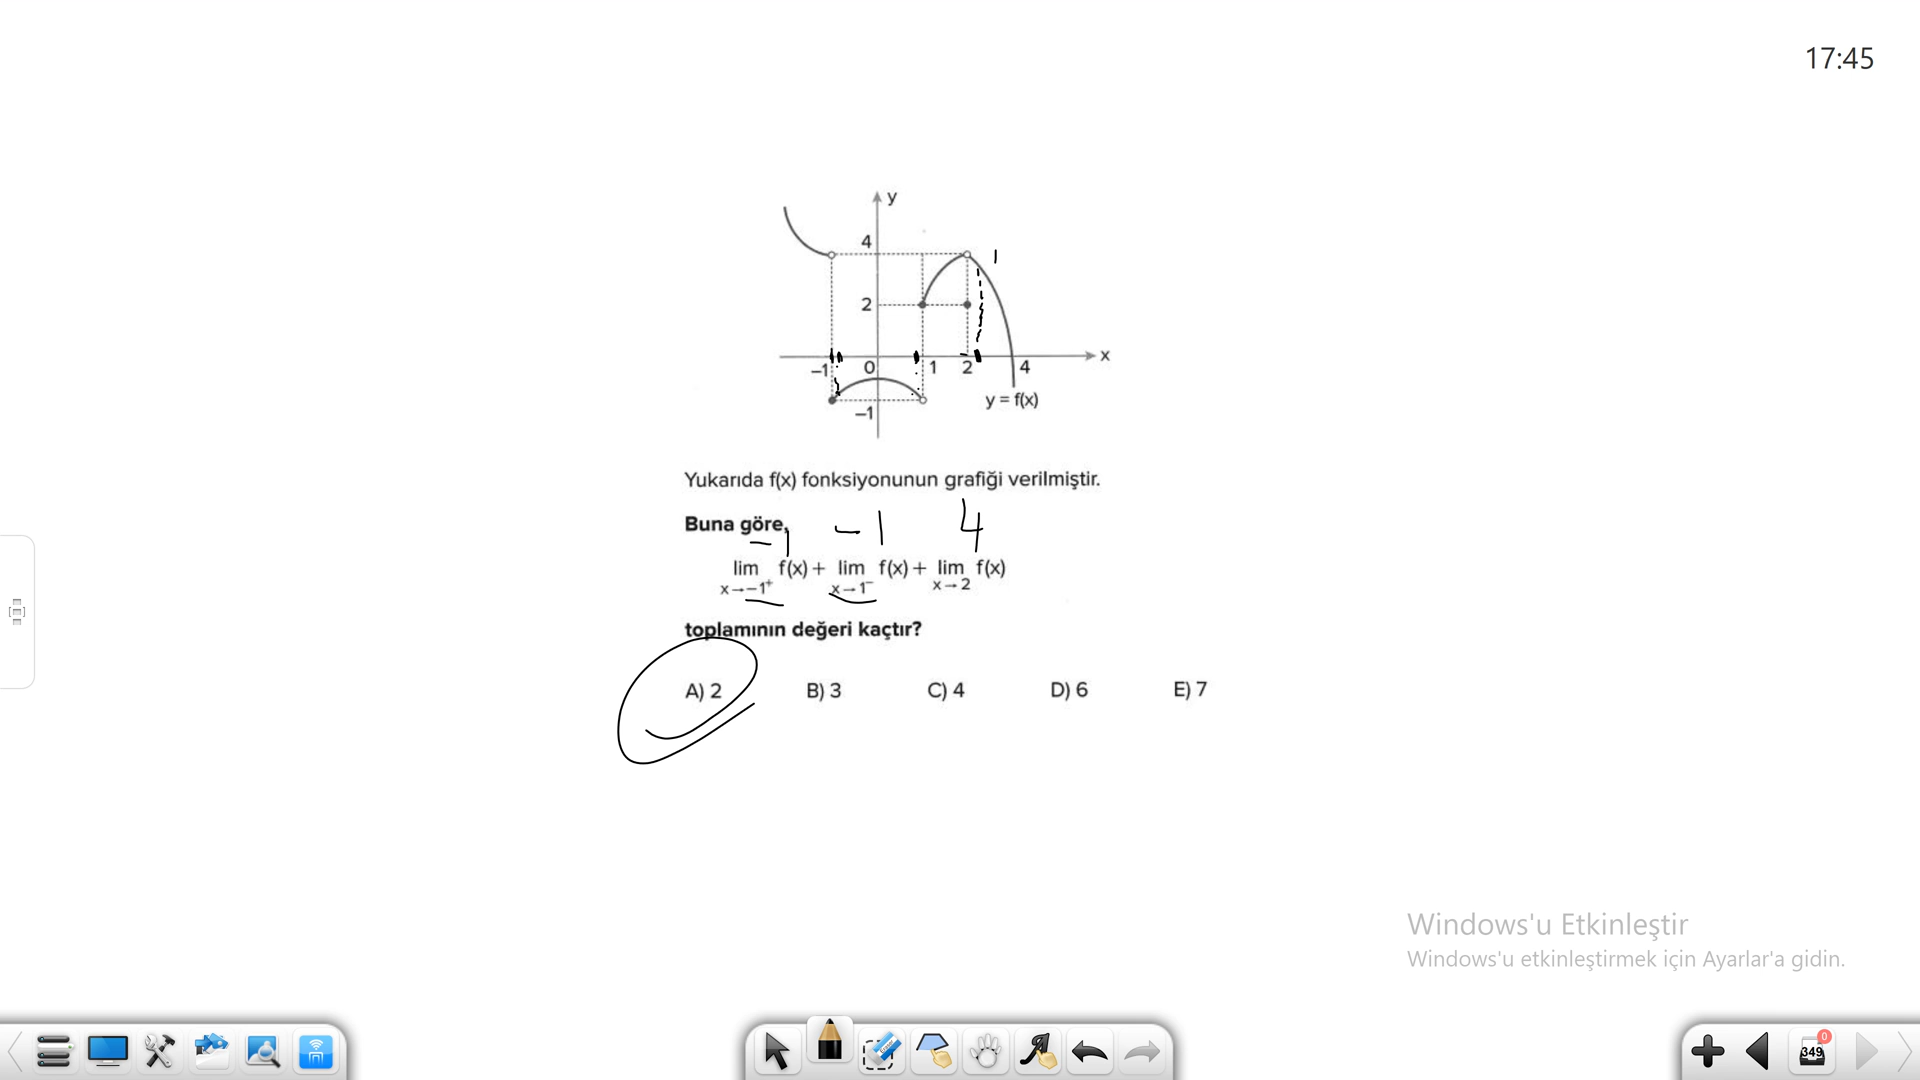 17:45
y
4
2
x
-1 0 1 2 4
-1
y = f(x)
1
Yukarıda f(x) fonksiyonunun grafiği verilmiştir.
Buna göre,
-1 -1 4
lim f(x) + lim f(x) + lim f(x)
x→-1⁺ x→1⁻ x→2
toplamının değeri kaçtır?
A) 2 B) 3 C) 4 D) 6 E) 7
Windows'u Etkinleştir
Windows'u etkinleştirmek için Ayarlar'a gidin.
0
349